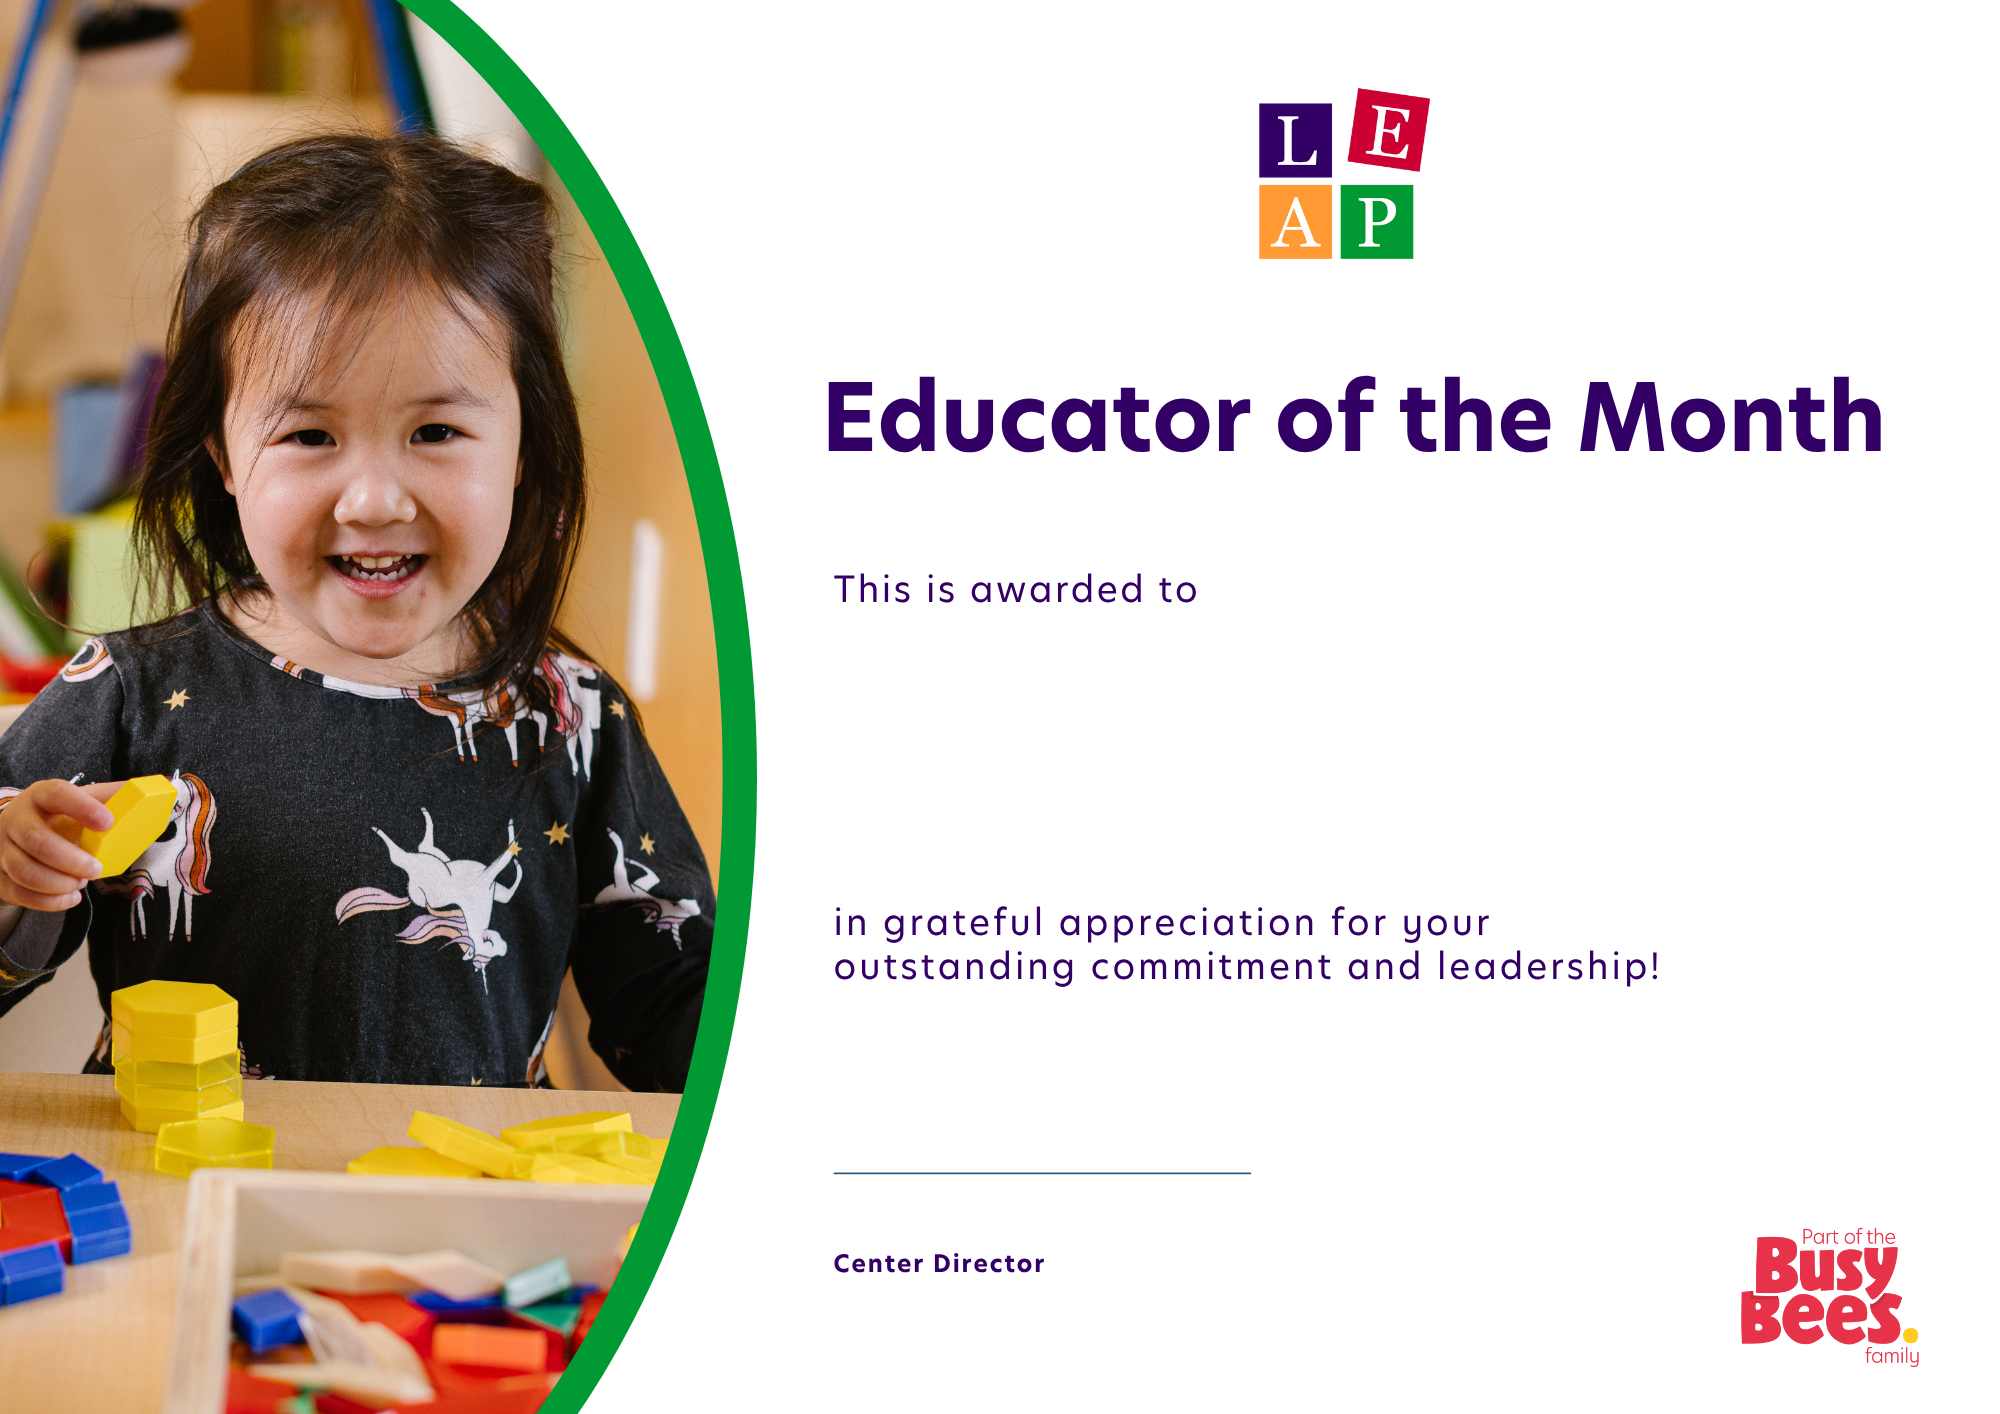 L E
A P
Educator of the Month
This is awarded to
in grateful appreciation for your
outstanding commitment and leadership!
Center Director
Part of the
Busy
Bees.
family